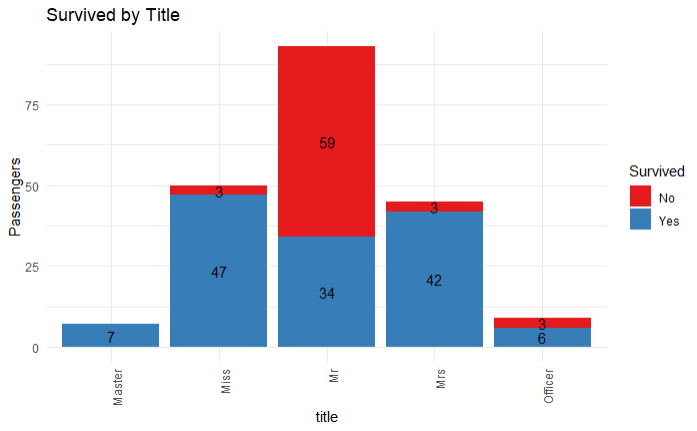 Survived by Title
Passengers
75
50
25
0
59
3
3
47
42
34
3
7
6
Master
Miss
Mr
Mrs
Officer
title
Survived
No
Yes